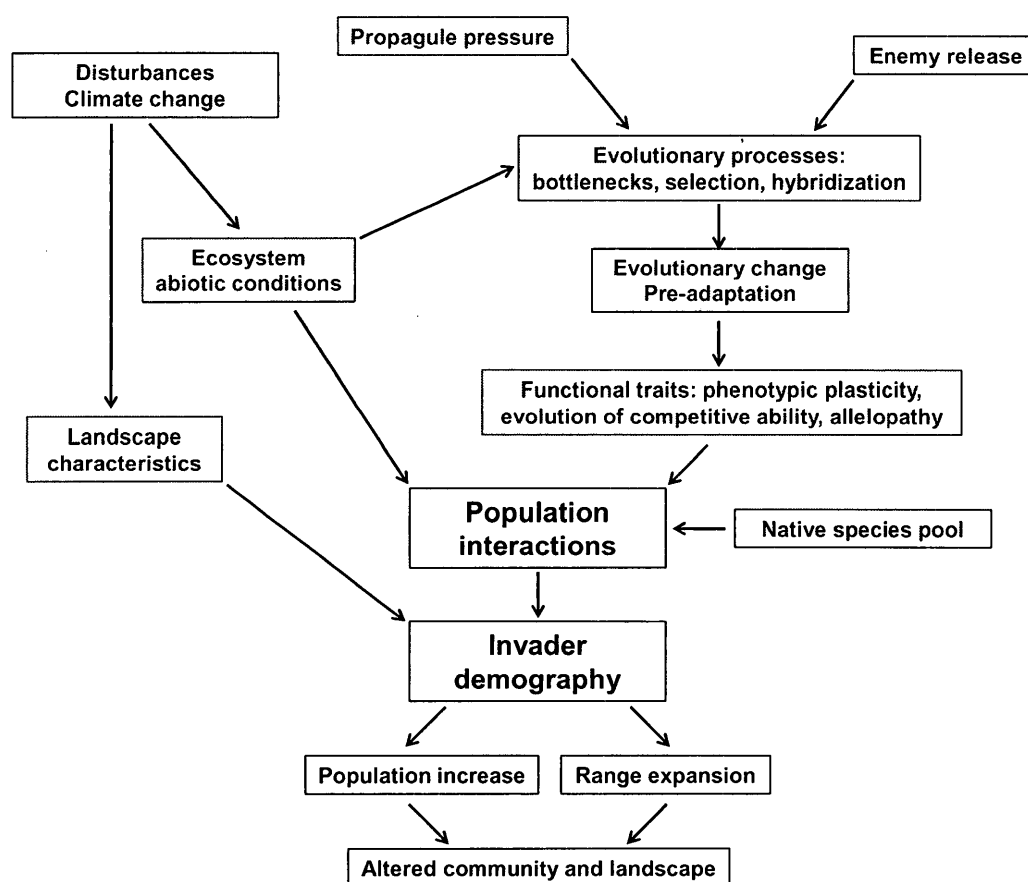 Propagule pressure
Enemy release
Disturbances
Climate change
Evolutionary processes:
bottlenecks, selection, hybridization
Ecosystem
abiotic conditions
Evolutionary change
Pre-adaptation
Functional traits: phenotypic plasticity,
evolution of competitive ability, allelopathy
Landscape
characteristics
Population
interactions
Native species pool
Invader
demography
Population increase
Range expansion
Altered community and landscape